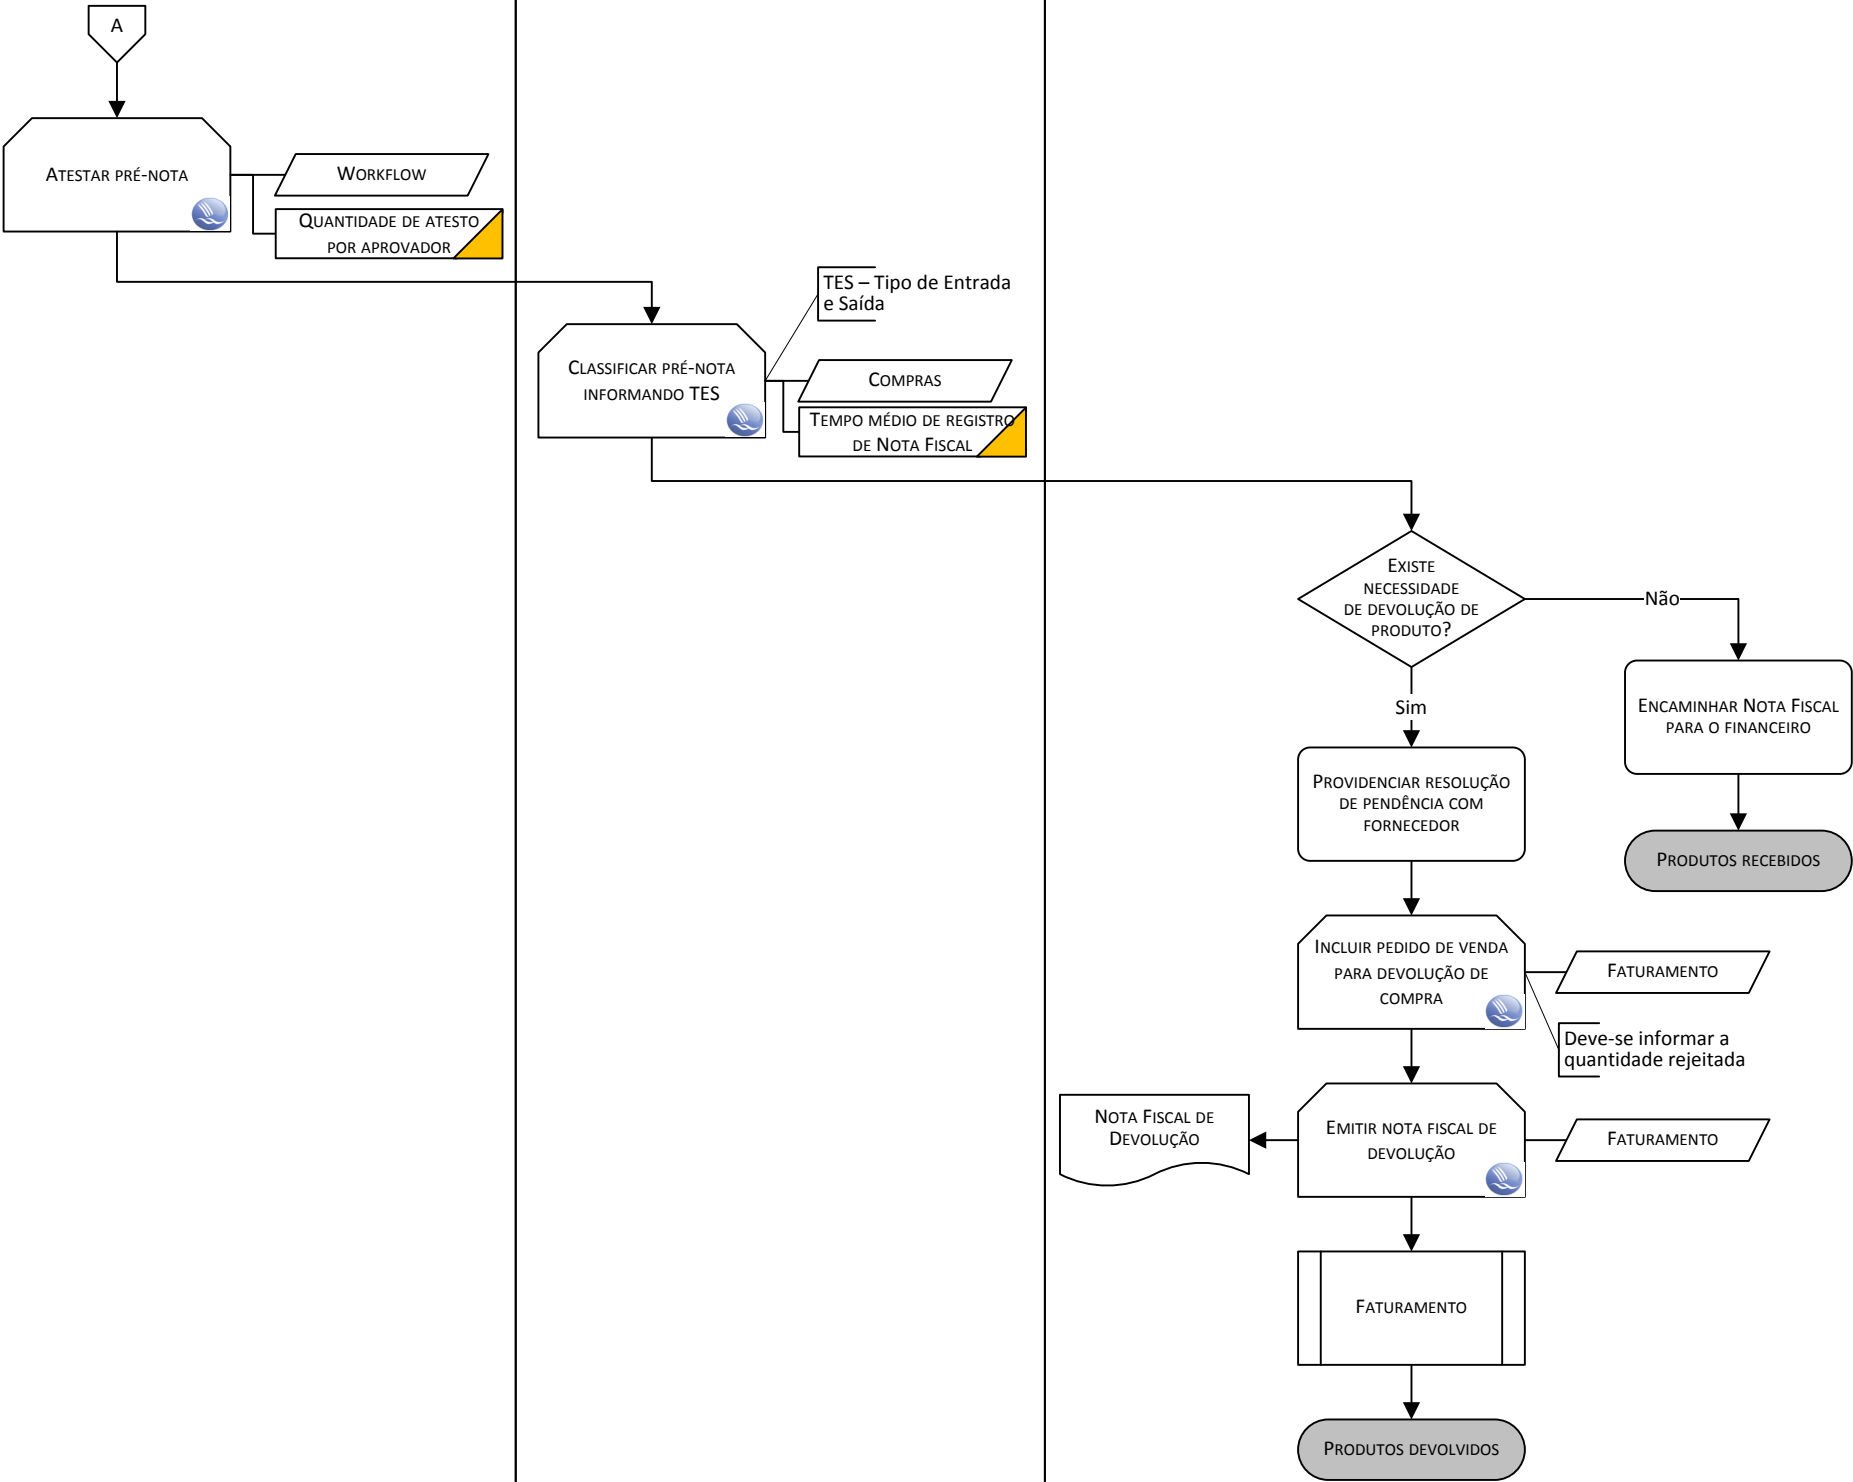 A
Atestar pré-nota
Workflow
Quantidade de atesto
por aprovador
TES – Tipo de Entrada
e Saída
Classificar pré-nota
informando TES
Compras
Tempo médio de registro
de Nota Fiscal
Existe
necessidade
de devolução de
produto?
Não
Sim
Encaminhar Nota Fiscal
para o financeiro
Providenciar resolução
de pendência com
fornecedor
Produtos recebidos
Incluir pedido de venda
para devolução de
compra
Faturamento
Deve-se informar a
quantidade rejeitada
Nota Fiscal de
Devolução
Emitir nota fiscal de
devolução
Faturamento
Faturamento
Produtos devolvidos